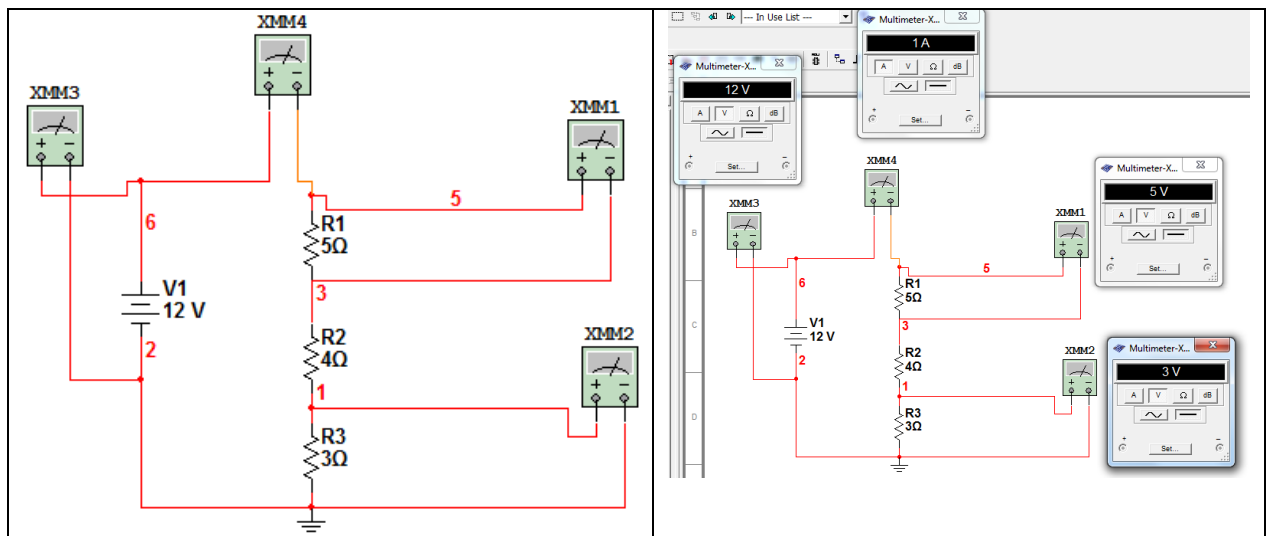 XMM4
XMM3
+ −
XMM1
+ −
+ −
5
6
R1
5Ω
3
V1
12 V
XMM2
R2
4Ω
2
+ −
1
R3
3Ω
--- In Use List ---
Multimeter-X...
1 A
A V Ω dB
+ −
Set...
Multimeter-X...
12 V
A V Ω dB
+ −
Set...
XMM4
+ −
Multimeter-X...
5 V
A V Ω dB
+ −
Set...
XMM3
+ −
XMM1
+ −
B
5
6
R1
5Ω
3
C
V1
12 V
R2
4Ω
2
XMM2
+ −
1
D
R3
3Ω
Multimeter-X...
3 V
A V Ω dB
+ −
Set...